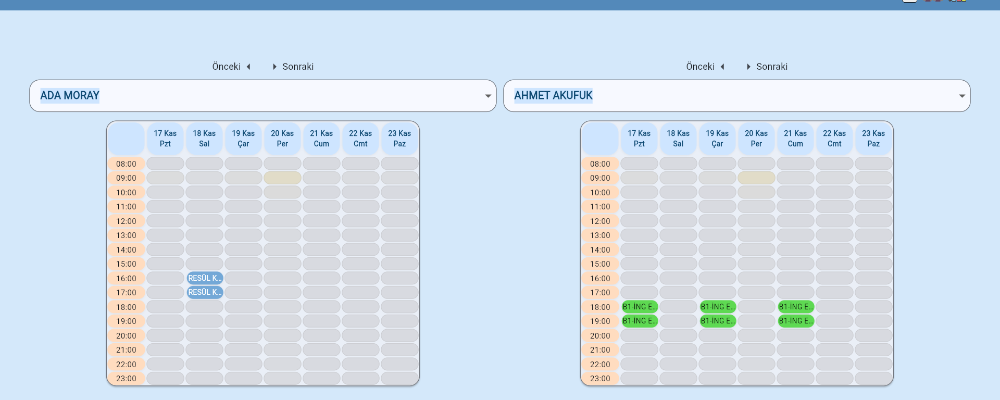 Önceki Sonraki
ADA MORAY
17 Kas 18 Kas 19 Kas 20 Kas 21 Kas 22 Kas 23 Kas
Pzt Sal Çar Per Cum Cmt Paz
08:00
09:00
10:00
11:00
12:00
13:00
14:00
15:00
16:00 RESÜL K...
17:00 RESÜL K...
18:00
19:00
20:00
21:00
22:00
23:00
Önceki Sonraki
AHMET AKUFUK
17 Kas 18 Kas 19 Kas 20 Kas 21 Kas 22 Kas 23 Kas
Pzt Sal Çar Per Cum Cmt Paz
08:00
09:00
10:00
11:00
12:00
13:00
14:00
15:00
16:00
17:00
18:00 B1-İNG E... B1-İNG E... B1-İNG E...
19:00 B1-İNG E... B1-İNG E... B1-İNG E...
20:00
21:00
22:00
23:00